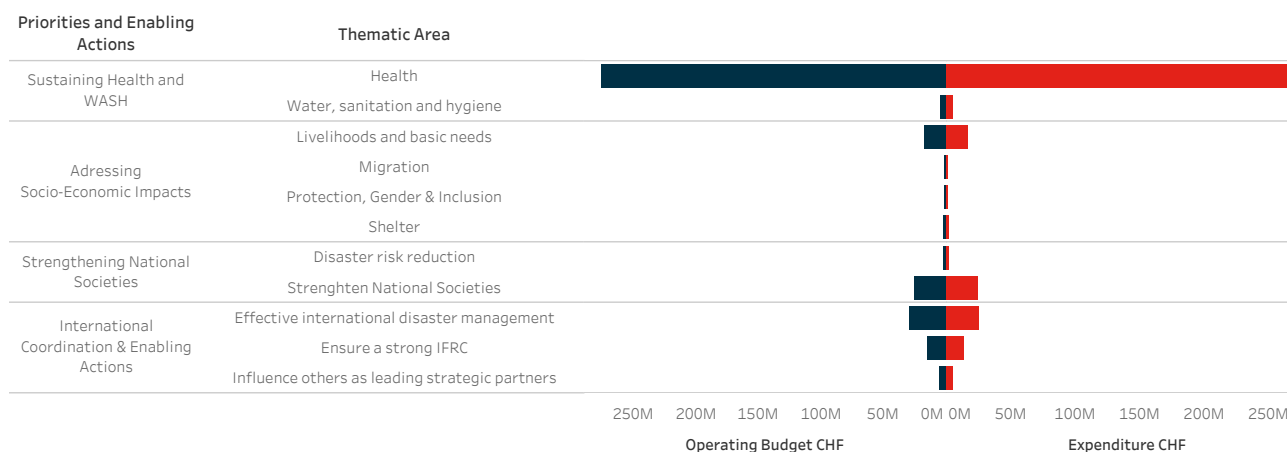 Priorities and Enabling
Actions
Thematic Area
Sustaining Health and
WASH
Health
Water, sanitation and hygiene
Adressing
Socio-Economic Impacts
Livelihoods and basic needs
Migration
Protection, Gender & Inclusion
Shelter
Strengthening National
Societies
Disaster risk reduction
Strenghten National Societies
International
Coordination & Enabling
Actions
Effective international disaster management
Ensure a strong IFRC
Influence others as leading strategic partners
250M 200M 150M 100M 50M 0M 0M 50M 100M 150M 200M 250M
Operating Budget CHF Expenditure CHF